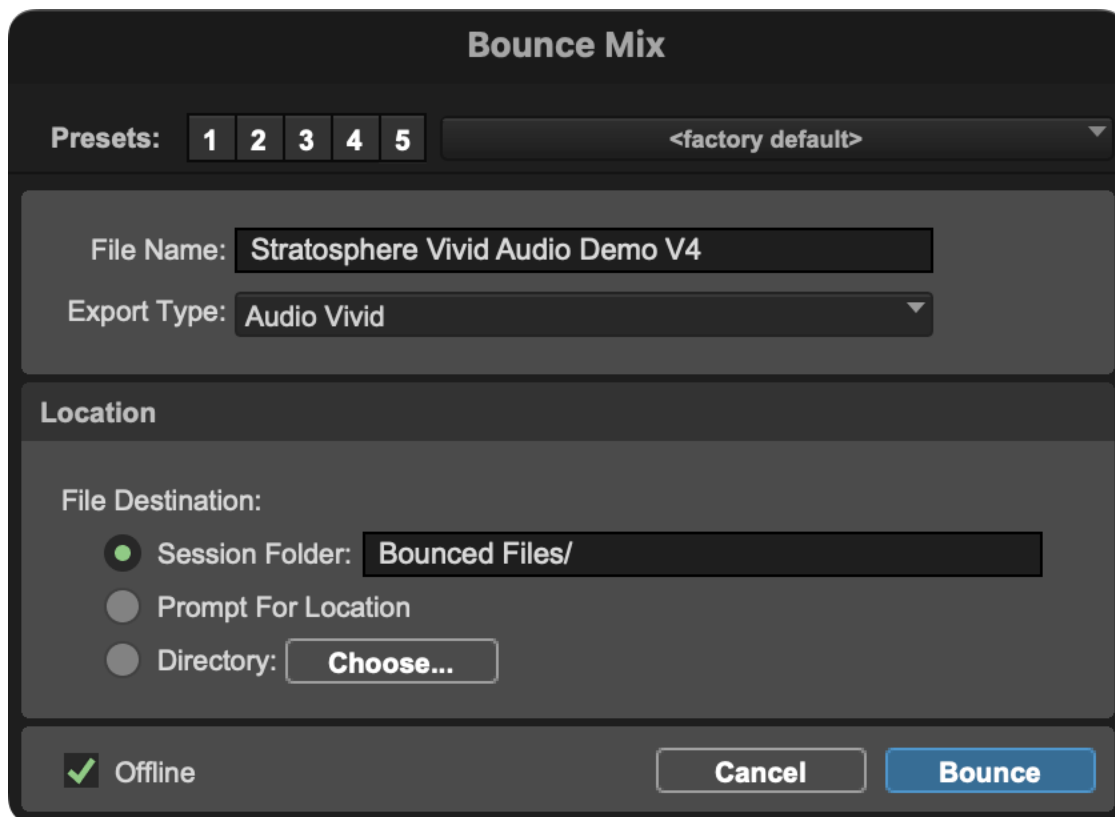 Bounce Mix
Presets: 1 2 3 4 5 <factory default>
File Name: Stratosphere Vivid Audio Demo V4
Export Type: Audio Vivid
Location
File Destination:
Session Folder: Bounced Files/
Prompt For Location
Directory: Choose...
Offline Cancel Bounce